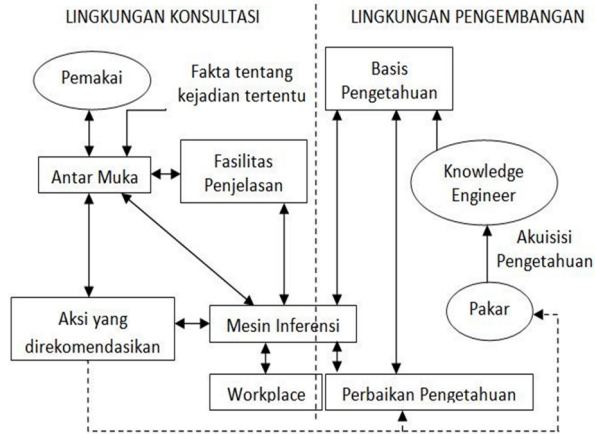 LINGKUNGAN KONSULTASI
LINGKUNGAN PENGEMBANGAN
Pemakai
Fakta tentang
kejadian tertentu
Basis
Pengetahuan
Antar Muka
Fasilitas
Penjelasan
Knowledge
Engineer
Akuisisi
Pengetahuan
Aksi yang
direkomendasikan
Mesin Inferensi
Pakar
Workplace
Perbaikan Pengetahuan